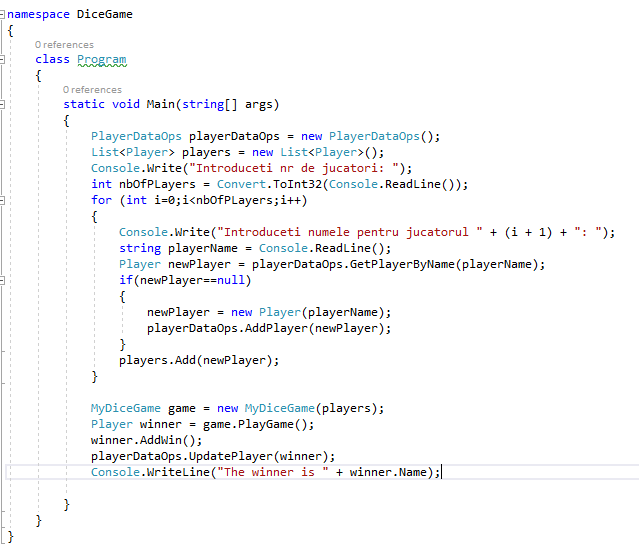 namespace DiceGame
{
0 references
class Program
{
0 references
static void Main(string[] args)
{
PlayerDataOps playerDataOps = new PlayerDataOps();
List<Player> players = new List<Player>();
Console.Write("Introduceti nr de jucatori: ");
int nbOfPLayers = Convert.ToInt32(Console.ReadLine());
for (int i=0;i<nbOfPLayers;i++)
{
Console.Write("Introduceti numele pentru jucatorul " + (i + 1) + ": ");
string playerName = Console.ReadLine();
Player newPlayer = playerDataOps.GetPlayerByName(playerName);
if(newPlayer==null)
{
newPlayer = new Player(playerName);
playerDataOps.AddPlayer(newPlayer);
}
players.Add(newPlayer);
}
MyDiceGame game = new MyDiceGame(players);
Player winner = game.PlayGame();
winner.AddWin();
playerDataOps.UpdatePlayer(winner);
Console.WriteLine("The winner is " + winner.Name);
}
}
}